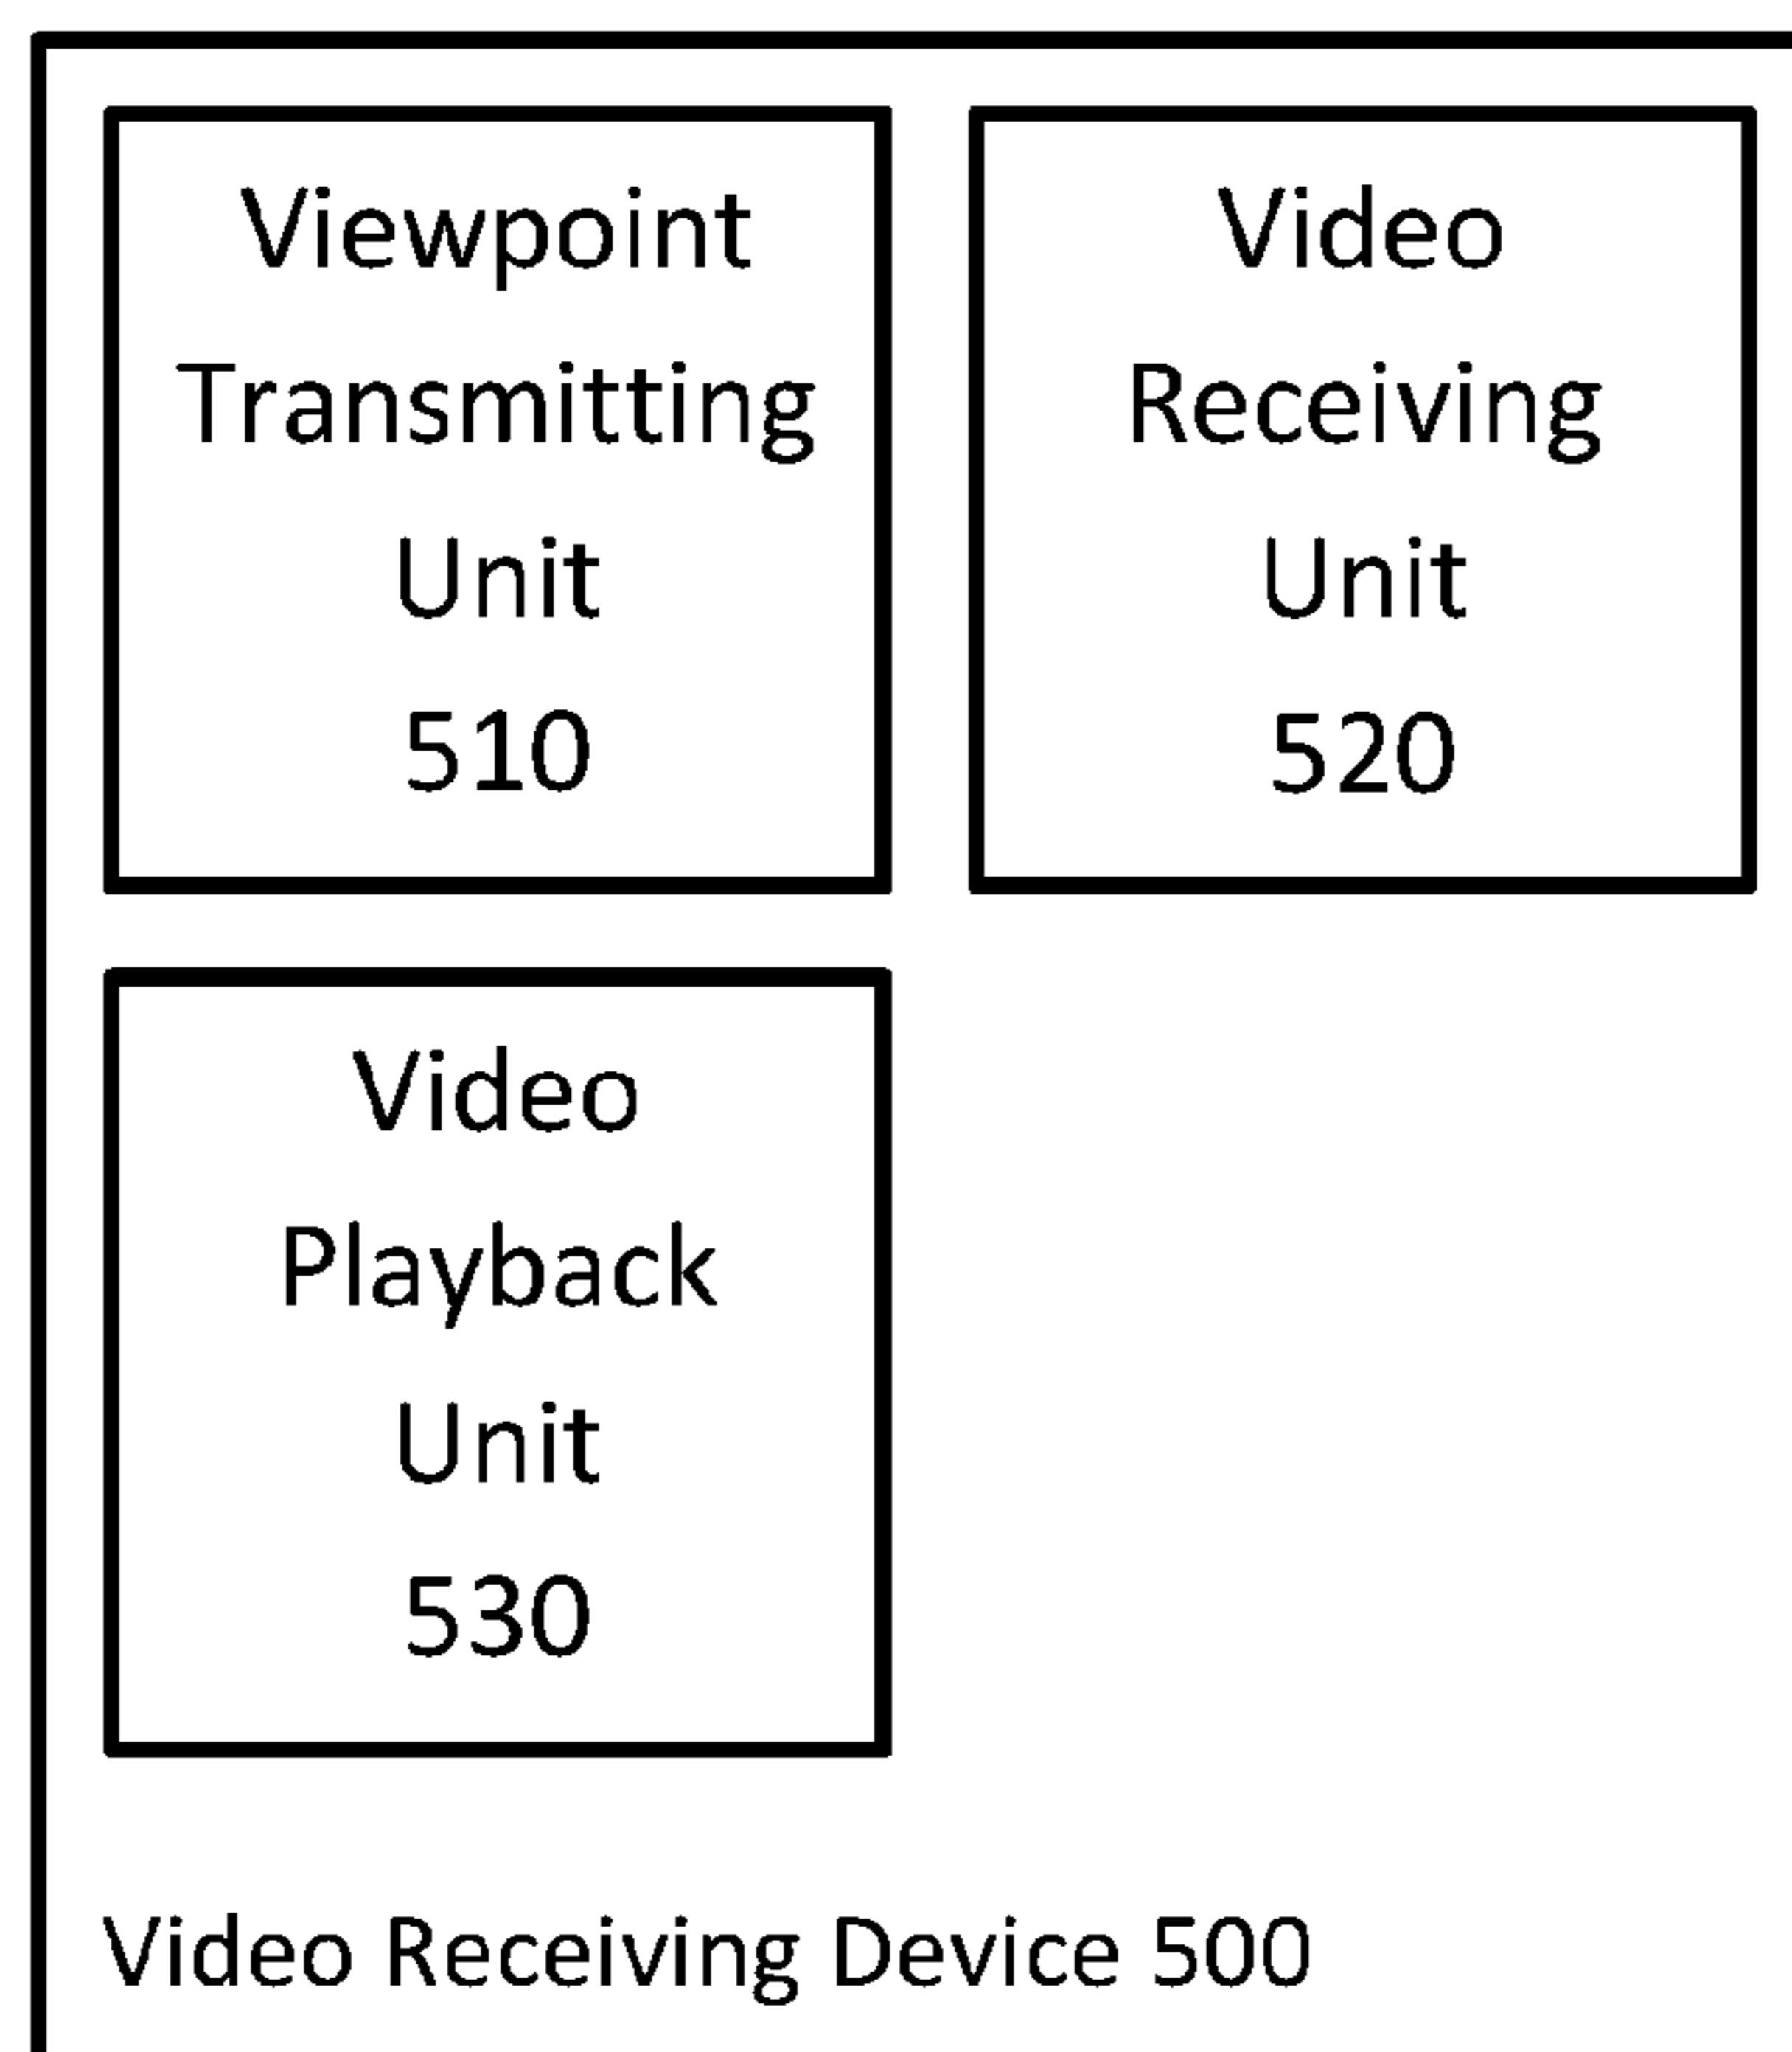 Viewpoint
Transmitting
Unit
510
Video
Receiving
Unit
520
Video
Playback
Unit
530
Video Receiving Device 500